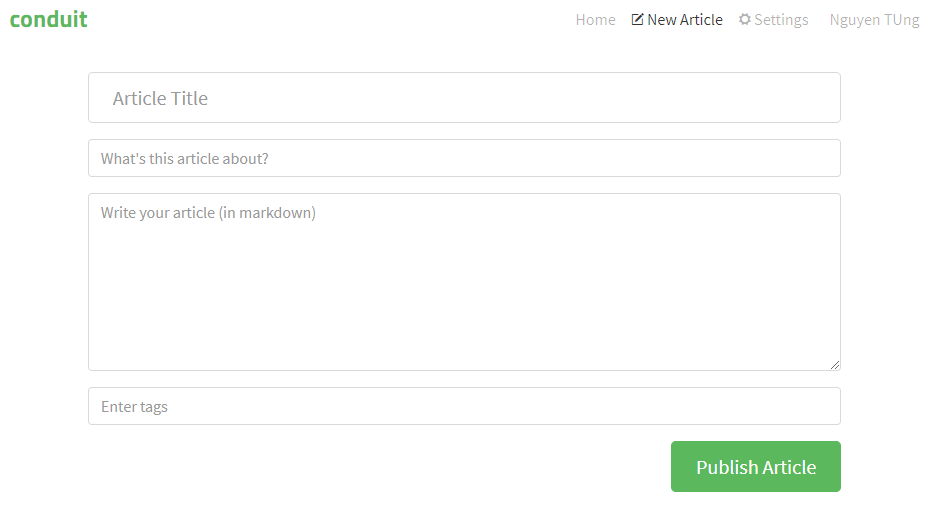 conduit Home New Article Settings Nguyen TUng
Article Title
What's this article about?
Write your article (in markdown)
Enter tags
Publish Article